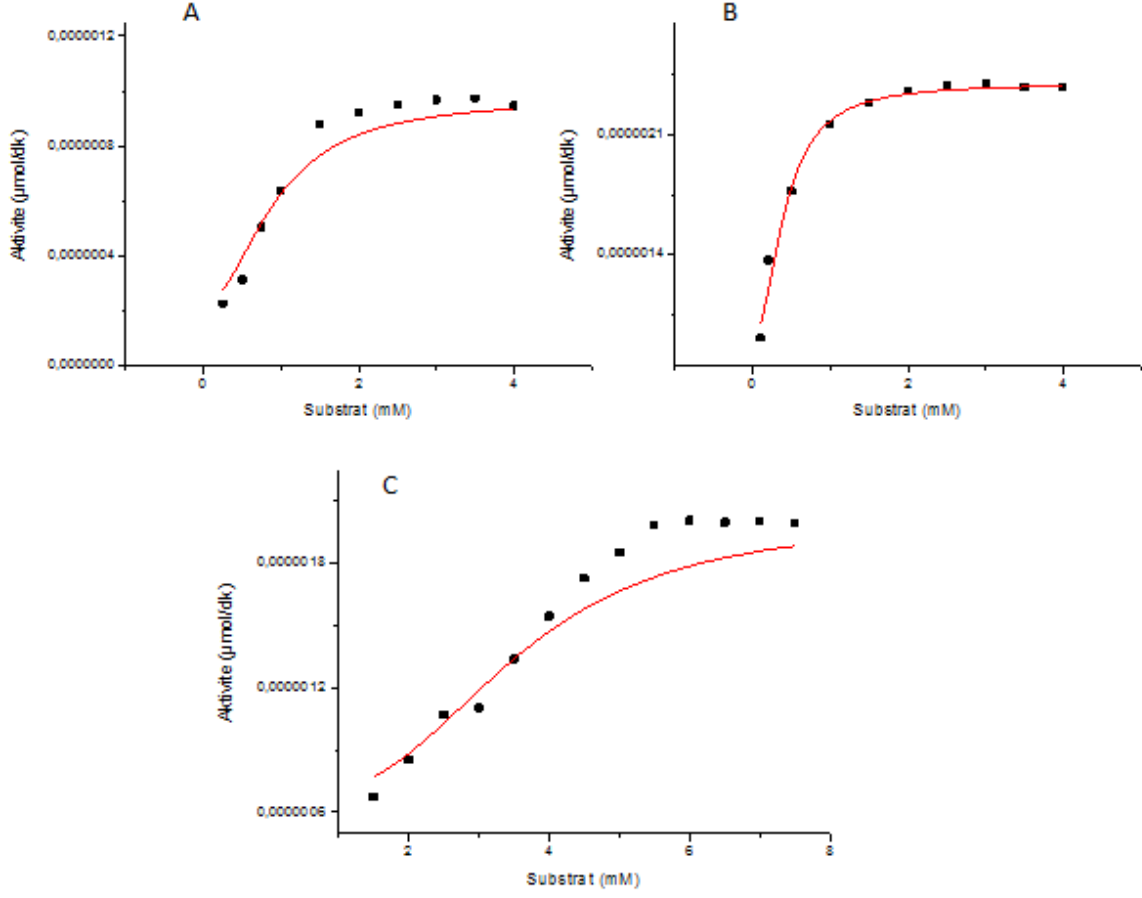 A
0,0000012
0,0000008
0,0000004
0,0000000
Aktivite (µmol/dk)
0
2
4
Substrat (mM)
B
0,0000021
0,0000014
Aktivite (µmol/dk)
0
2
4
Substrat (mM)
C
0,0000018
0,0000012
0,0000006
Aktivite (µmol/dk)
2
4
6
8
Substrat (mM)